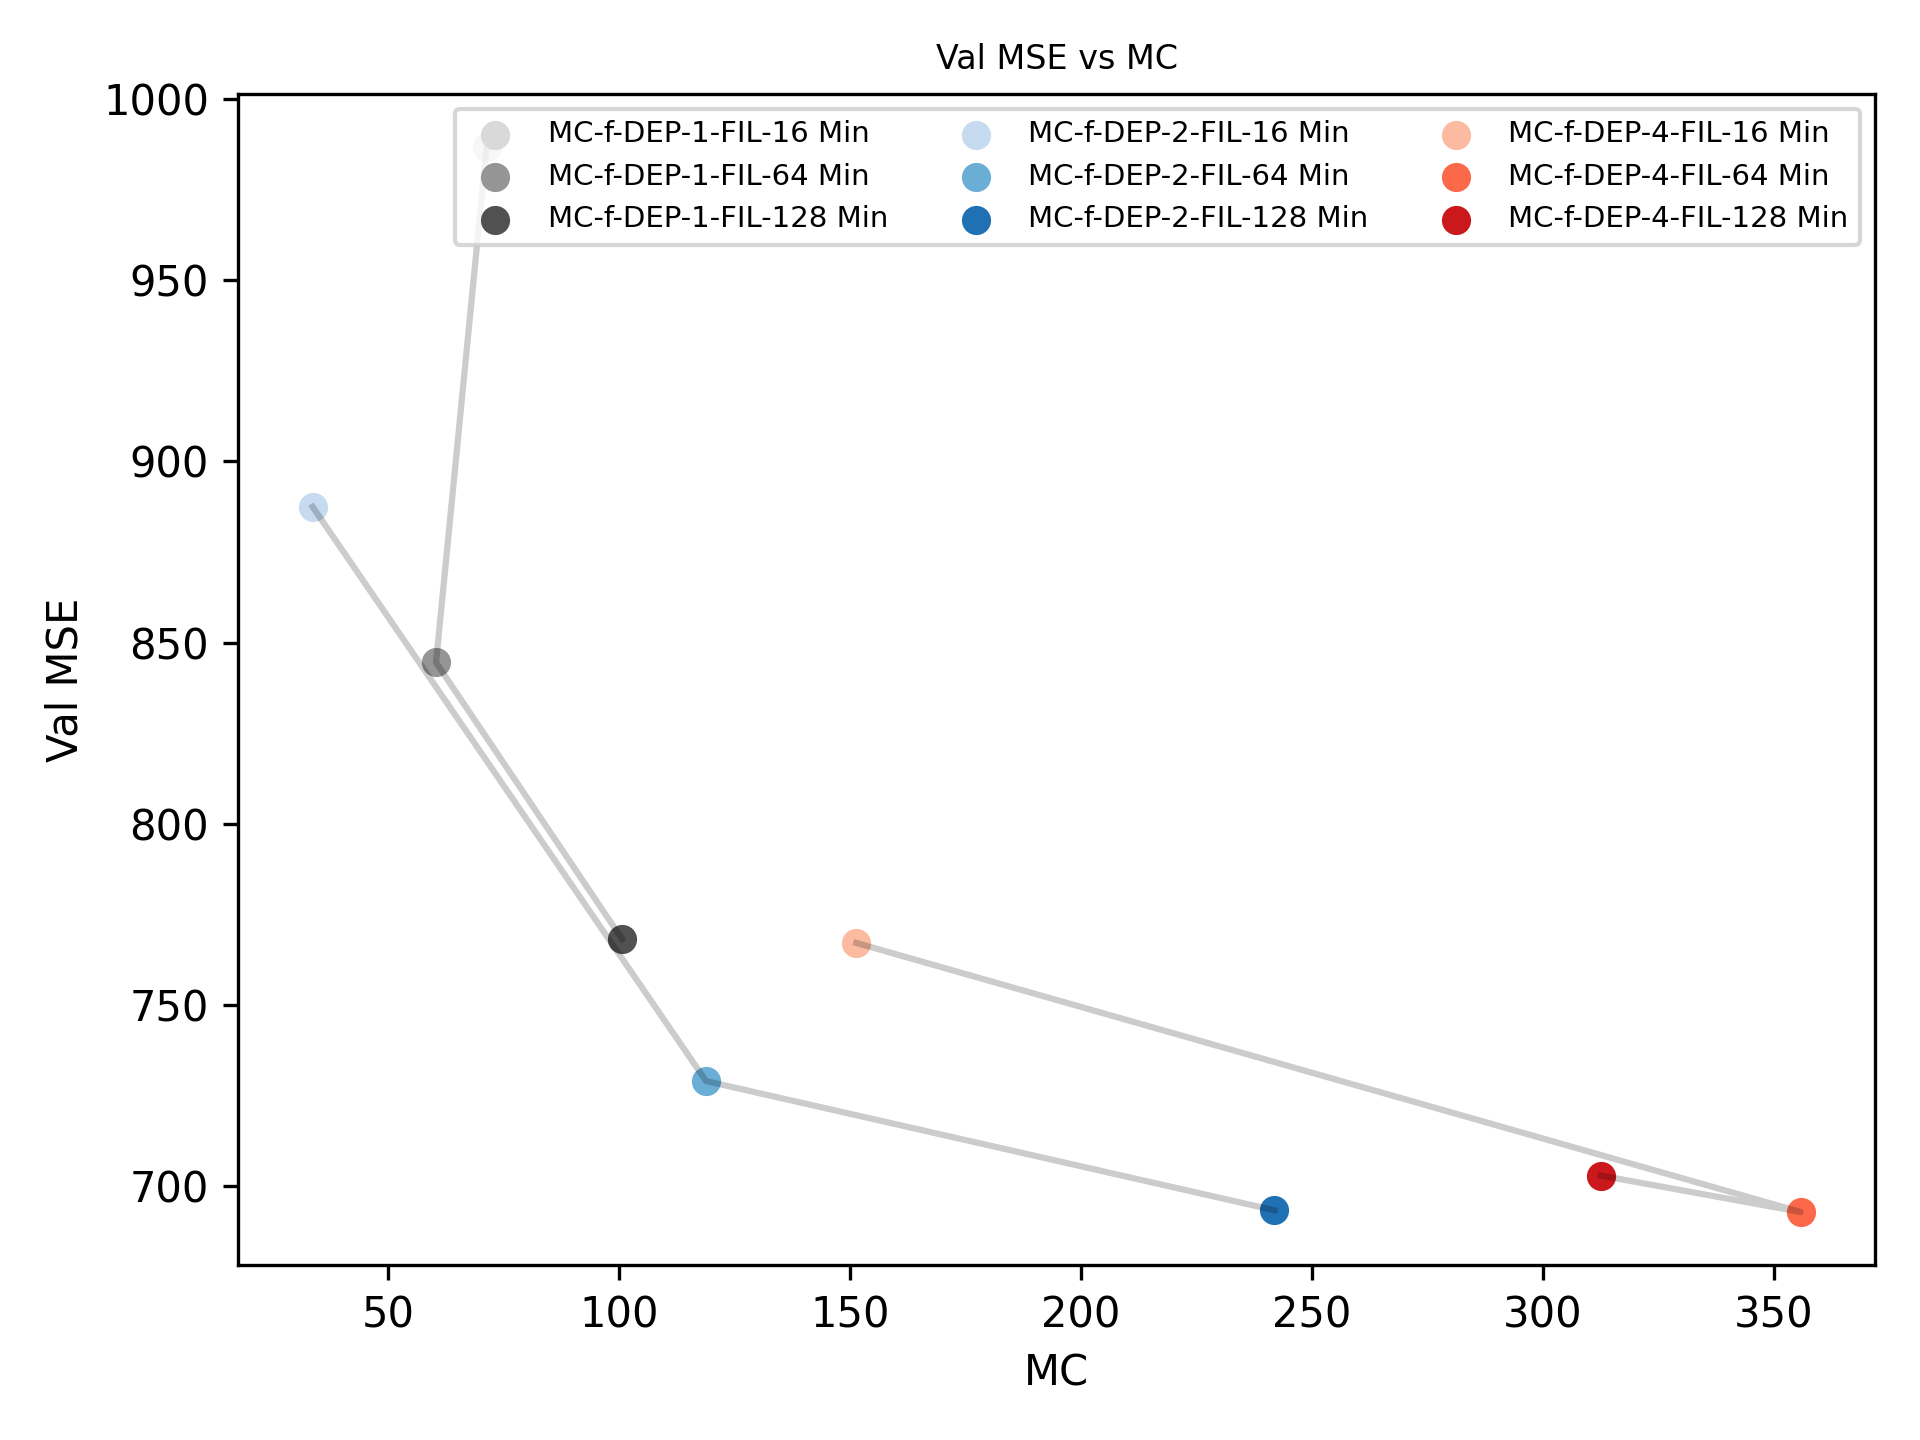 Val MSE vs MC
1000
950
900
850
800
750
700
Val MSE
MC-f-DEP-1-FIL-16 Min
MC-f-DEP-1-FIL-64 Min
MC-f-DEP-1-FIL-128 Min
MC-f-DEP-2-FIL-16 Min
MC-f-DEP-2-FIL-64 Min
MC-f-DEP-2-FIL-128 Min
MC-f-DEP-4-FIL-16 Min
MC-f-DEP-4-FIL-64 Min
MC-f-DEP-4-FIL-128 Min
50 100 150 200 250 300 350
MC